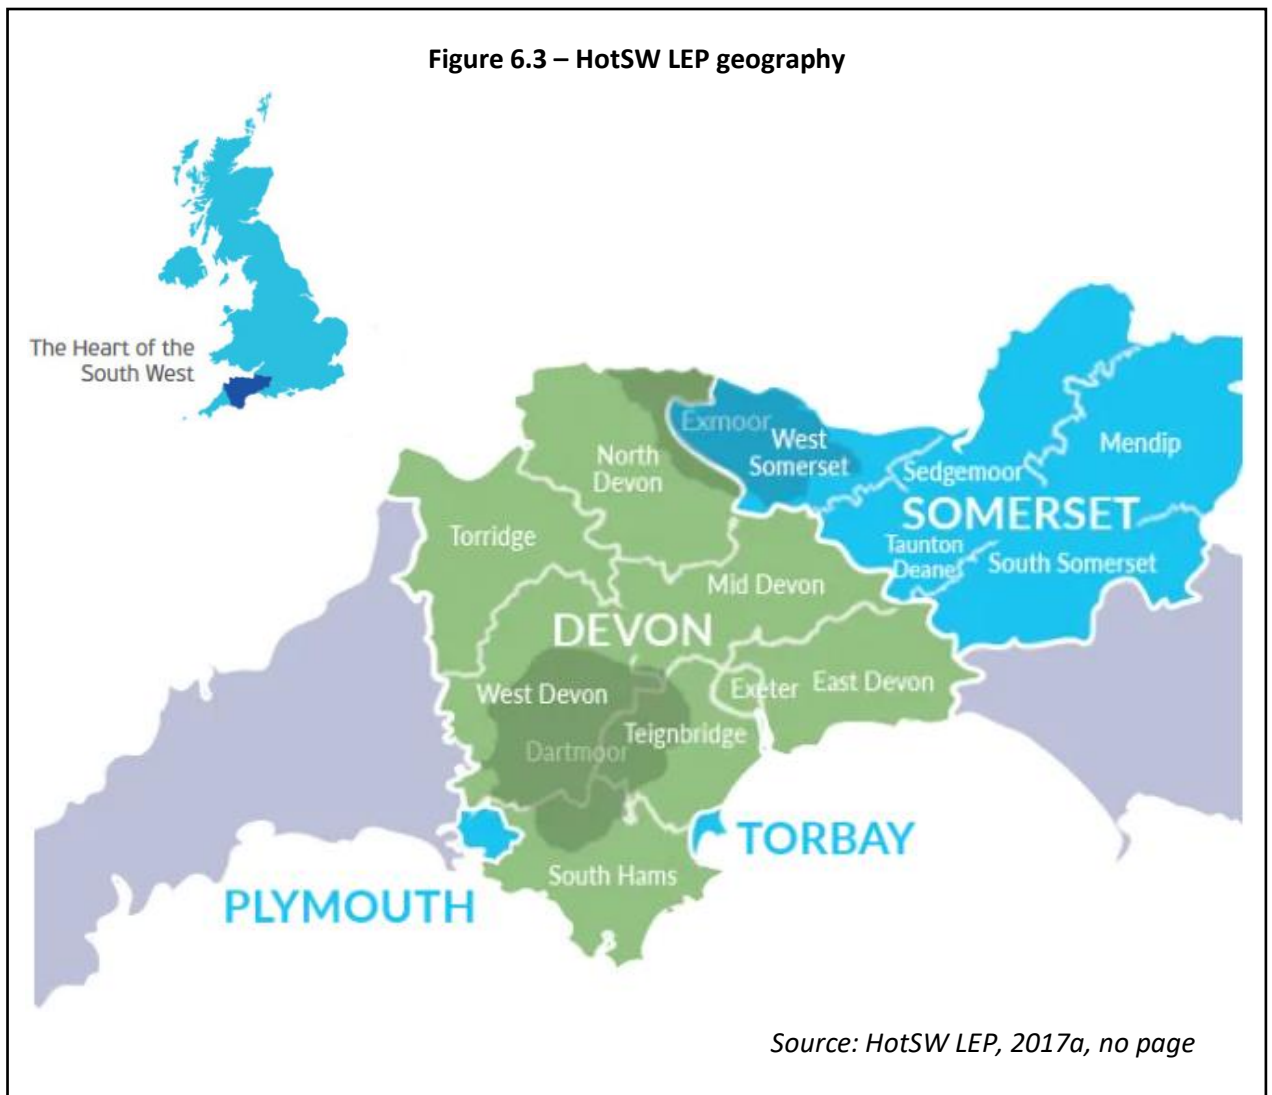 Figure 6.3 – HotSW LEP geography
The Heart of the
South West
Exmoor
West
Somerset
Mendip
Sedgemoor
North
Devon
SOMERSET
Torridge
Taunton
Deane
South Somerset
Mid Devon
DEVON
West Devon
Exeter
East Devon
Teignbridge
Dartmoor
TORBAY
South Hams
PLYMOUTH
Source: HotSW LEP, 2017a, no page